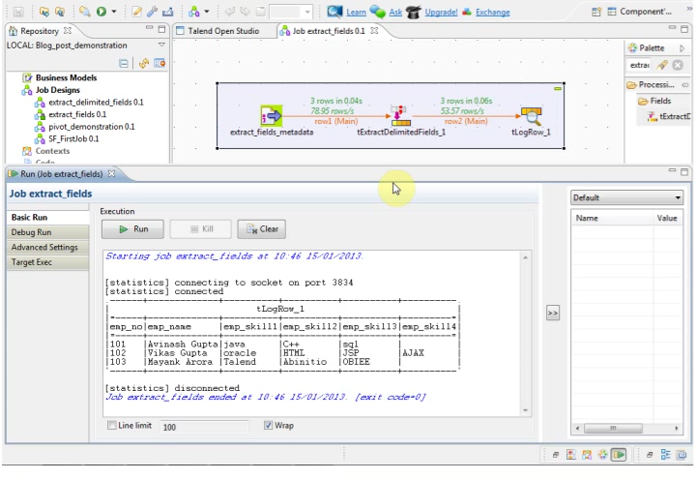 Learn Ask Upgrade! Exchange Component'...
Repository
LOCAL: Blog_post_demonstration
Business Models
Job Designs
extract_delimited_fields 0.1
extract_fields 0.1
pivot_demonstration 0.1
SF_FirstJob 0.1
Contexts
Code
Talend Open Studio Job extract_fields 0.1
3 rows in 0.04s
78.95 rows/s
row1 (Main)
3 rows in 0.06s
53.57 rows/s
row2 (Main)
extract_fields_metadata tExtractDelimitedFields_1 tLogRow_1
Palette
extra
Processi...
Fields
tExtractD
Run (Job extract_fields)
Job extract_fields
Basic Run
Debug Run
Advanced Settings
Target Exec
Execution
Run Kill Clear
Starting job extract_fields at 10:46 15/01/2013.
[statistics] connecting to socket on port 3834
[statistics] connected
tLogRow_1
emp_no|emp_name |emp_skill1|emp_skill2|emp_skill3|emp_skill4|
101 |Avinash Gupta|java |C++ |sql | |
102 |Vikas Gupta |oracle |HTML |JSP |AJAX |
103 |Mayank Arora |Talend |Abinitio |OBIEE | |
[statistics] disconnected
Job extract_fields ended at 10:46 15/01/2013. [exit code=0]
Line limit 100 Wrap
>>
Default
Name Value